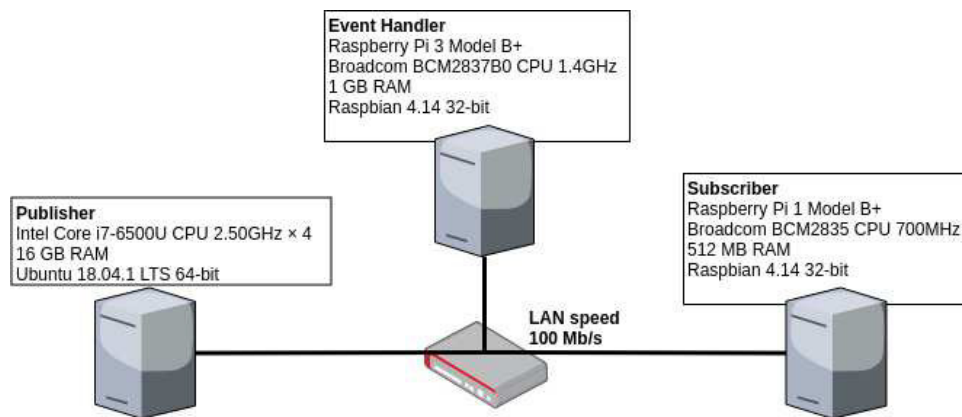 Event Handler
Raspberry Pi 3 Model B+
Broadcom BCM2837B0 CPU 1.4GHz
1 GB RAM
Raspbian 4.14 32-bit
Publisher
Intel Core i7-6500U CPU 2.50GHz × 4
16 GB RAM
Ubuntu 18.04.1 LTS 64-bit
Subscriber
Raspberry Pi 1 Model B+
Broadcom BCM2835 CPU 700MHz
512 MB RAM
Raspbian 4.14 32-bit
LAN speed
100 Mb/s